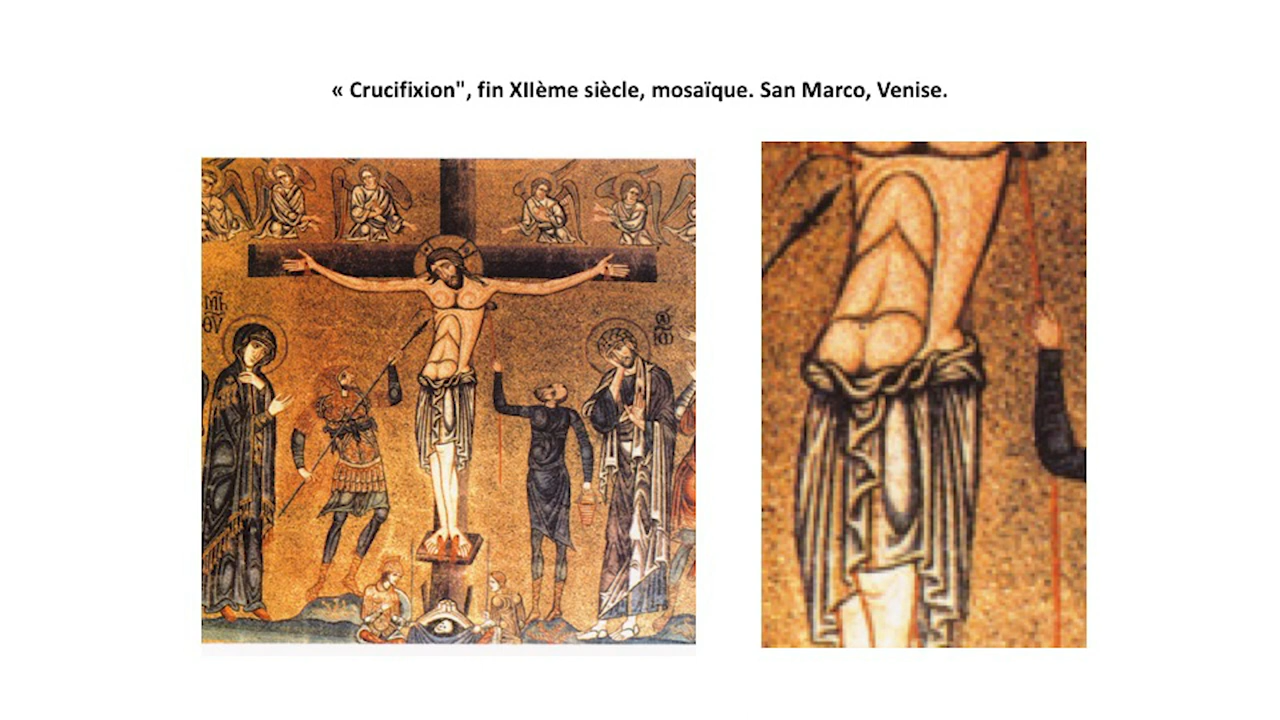 « Crucifixion", fin XIIème siècle, mosaïque. San Marco, Venise.